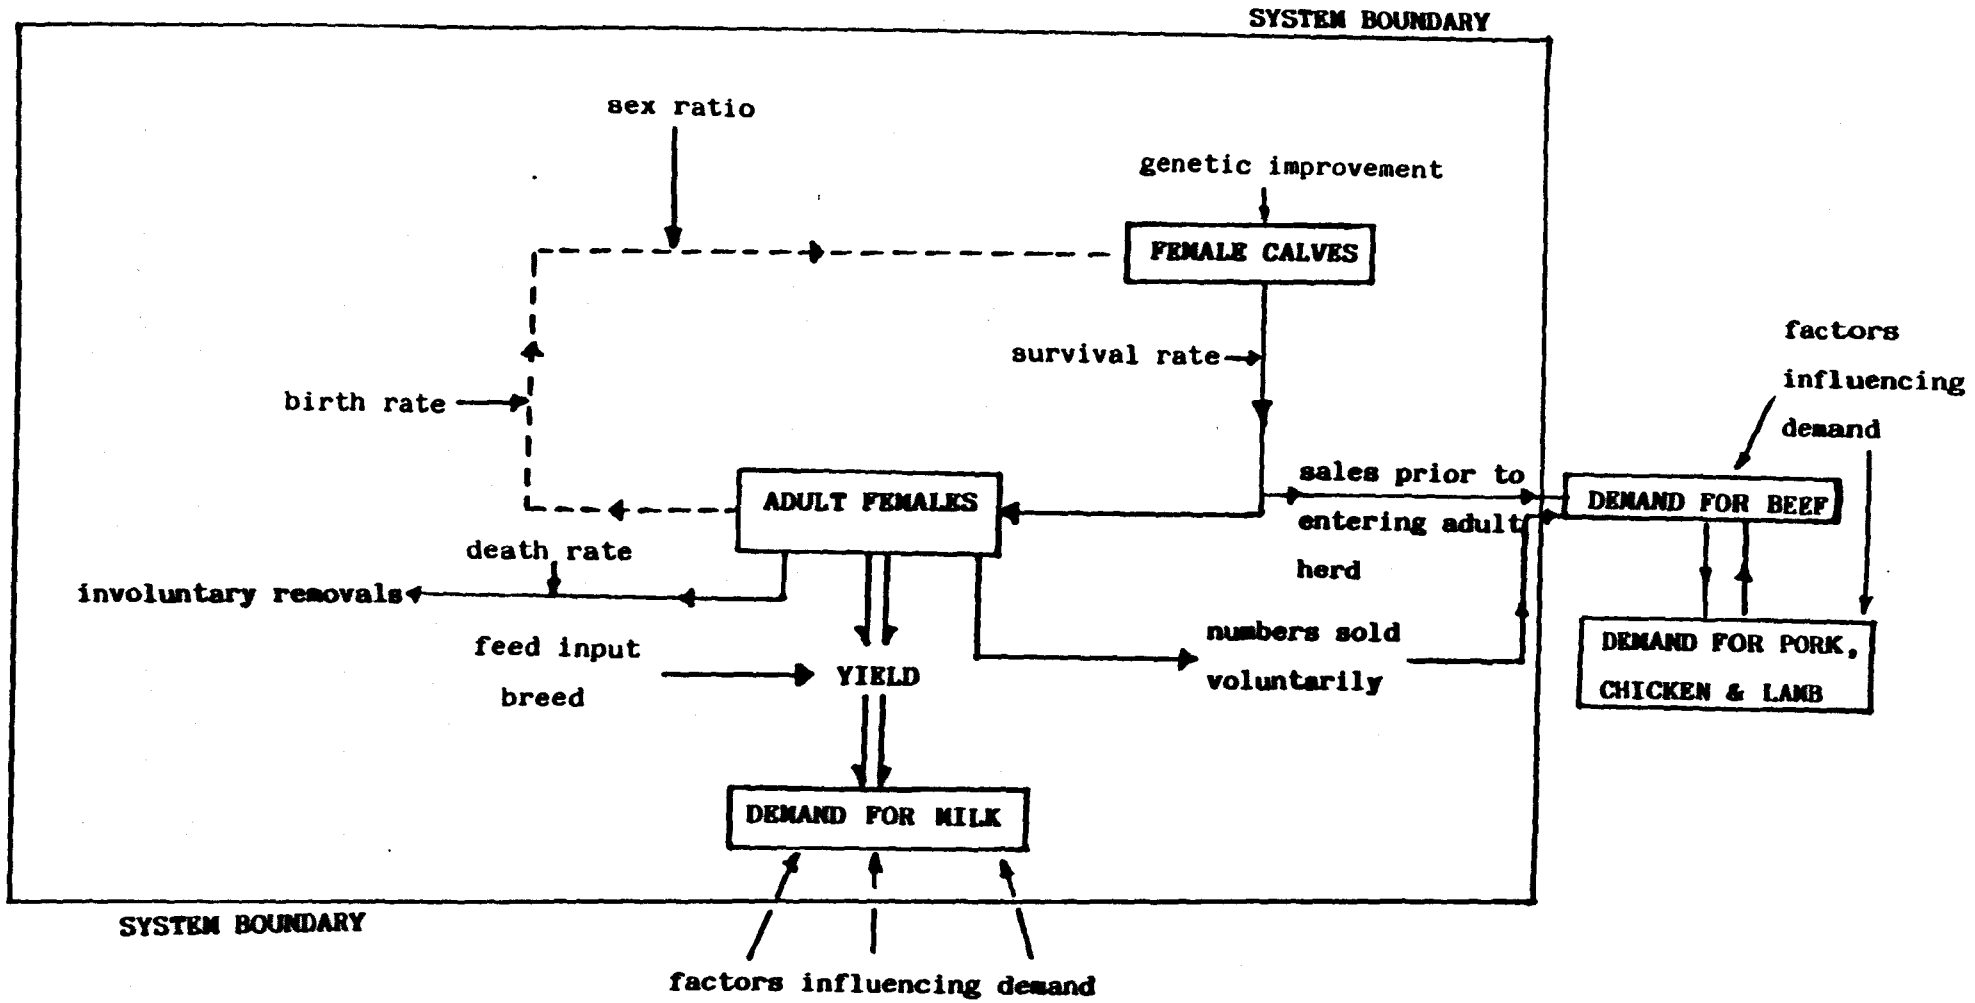 SYSTEM BOUNDARY
sex ratio
genetic improvement
FEMALE CALVES
factors
influencing
demand
survival rate
birth rate
sales prior to
entering adult
herd
ADULT FEMALES
DEMAND FOR BEEF
death rate
involuntary removals
feed input
breed
YIELD
numbers sold
voluntarily
DEMAND FOR PORK,
CHICKEN & LAMB
DEMAND FOR MILK
SYSTEM BOUNDARY
factors influencing demand